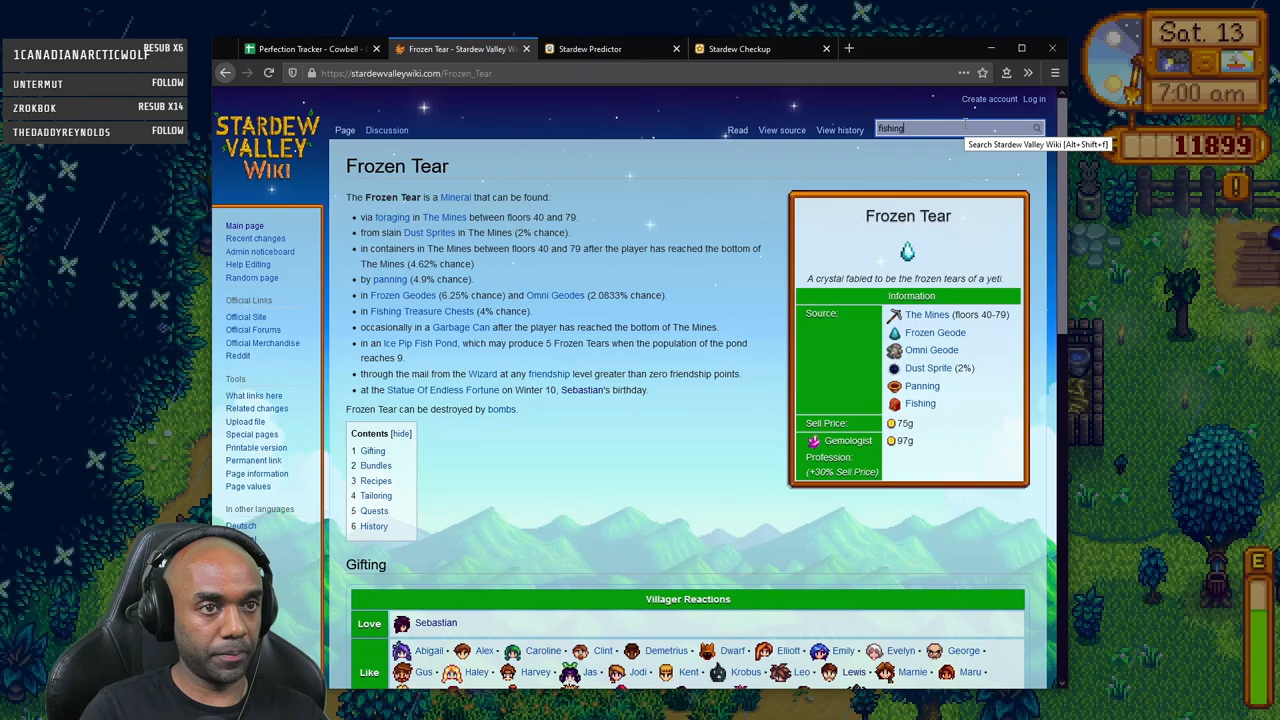 1CANADIANARCTICWOLF RESUB X6
UNTERMUT FOLLOW
ZROKBOK RESUB X14
THEDADDYREYNOLDS FOLLOW
Perfection Tracker - Cowbell -
Frozen Tear - Stardew Valley Wi
Stardew Predictor
Stardew Checkup
https://stardewvalleywiki.com/Frozen_Tear
Sat. 13
7:00 am
11899
Create account Log in
STARDEW
VALLEY
WIKI
Page Discussion Read View source View history fishing
Search Stardew Valley Wiki [Alt+Shift+f]
Main page
Recent changes
Admin noticeboard
Help Editing
Random page
Official Links
Official Site
Official Forums
Official Merchandise
Reddit
Tools
What links here
Related changes
Upload file
Special pages
Printable version
Permanent link
Page information
Page values
In other languages
Deutsch
Frozen Tear
The Frozen Tear is a Mineral that can be found:
• via foraging in The Mines between floors 40 and 79.
• from slain Dust Sprites in The Mines (2% chance).
• in containers in The Mines between floors 40 and 79 after the player has reached the bottom of
The Mines (4.62% chance)
• by panning (4.9% chance).
• in Frozen Geodes (6.25% chance) and Omni Geodes (2.0833% chance).
• in Fishing Treasure Chests (4% chance).
• occasionally in a Garbage Can after the player has reached the bottom of The Mines.
• in an Ice Pip Fish Pond, which may produce 5 Frozen Tears when the population of the pond
reaches 9.
• through the mail from the Wizard at any friendship level greater than zero friendship points.
• at the Statue Of Endless Fortune on Winter 10, Sebastian's birthday.
Frozen Tear can be destroyed by bombs.
Contents [hide]
1 Gifting
2 Bundles
3 Recipes
4 Tailoring
5 Quests
6 History
Frozen Tear
A crystal fabled to be the frozen tears of a yeti.
Information
Source:
The Mines (floors 40-79)
Frozen Geode
Omni Geode
Dust Sprite (2%)
Panning
Fishing
Sell Price: 75g
Gemologist 97g
Profession:
(+30% Sell Price)
Gifting
Villager Reactions
Love Sebastian
Like
Abigail • Alex • Caroline • Clint • Demetrius • Dwarf • Elliott • Emily • Evelyn • George •
Gus • Haley • Harvey • Jas • Jodi • Kent • Krobus • Leo • Lewis • Marnie • Maru •
E